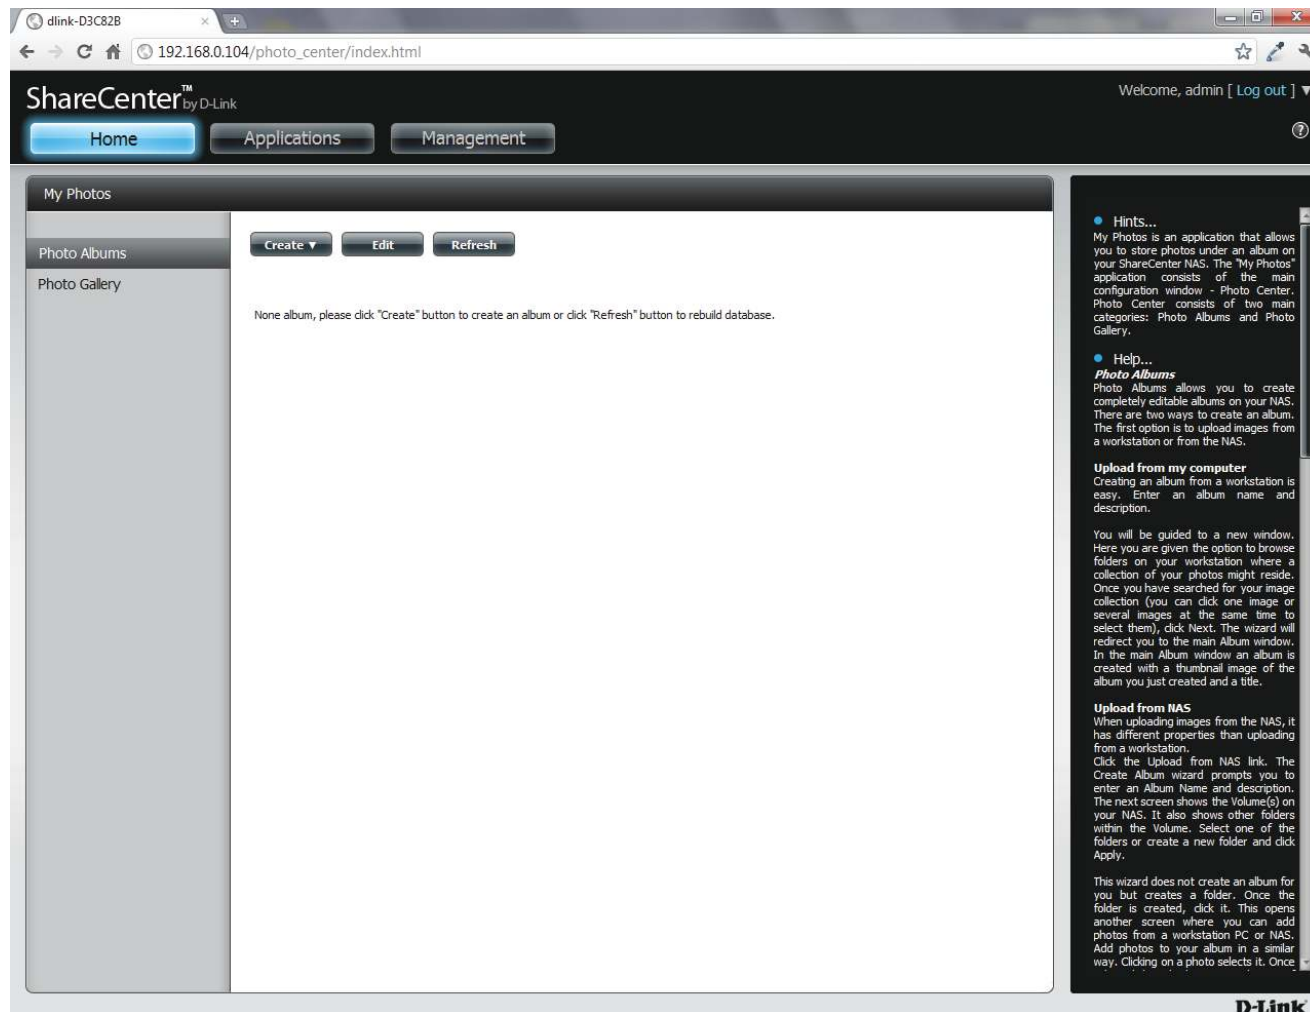 dlink-D3C82B
192.168.0.104/photo_center/index.html
ShareCenter™ by D-Link
Welcome, admin [ Log out ]
Home
Applications
Management
My Photos
Photo Albums
Photo Gallery
Create Edit Refresh
None album, please click "Create" button to create an album or click "Refresh" button to rebuild database.
Hints...
My Photos is an application that allows
you to store photos under an album on
your ShareCenter NAS. The "My Photos"
application consists of the main
configuration window - Photo Center.
Photo Center consists of two main
categories: Photo Albums and Photo
Gallery.
Help...
Photo Albums
Photo Albums allows you to create
completely editable albums on your NAS.
There are two ways to create an album.
The first option is to upload images from
a workstation or from the NAS.
Upload from my computer
Creating an album from a workstation is
easy. Enter an album name and
description.
You will be guided to a new window.
Here you are given the option to browse
folders on your workstation where a
collection of your photos might reside.
Once you have searched for your image
collection (you can click one image or
several images at the same time to
select them), click Next. The wizard will
redirect you to the main Album window.
In the main Album window an album is
created with a thumbnail image of the
album you just created and a title.
Upload from NAS
When uploading images from the NAS, it
has different properties than uploading
from a workstation.
Click the Upload from NAS link. The
Create Album wizard prompts you to
enter an Album Name and description.
The next screen shows the Volume(s) on
your NAS. It also shows other folders
within the Volume. Select one of the
folders or create a new folder and click
Apply.
This wizard does not create an album for
you but creates a folder. Once the
folder is created, click it. This opens
another screen where you can add
photos from a workstation PC or NAS.
Add photos to your album in a similar
way. Clicking on a photo selects it. Once
D-Link